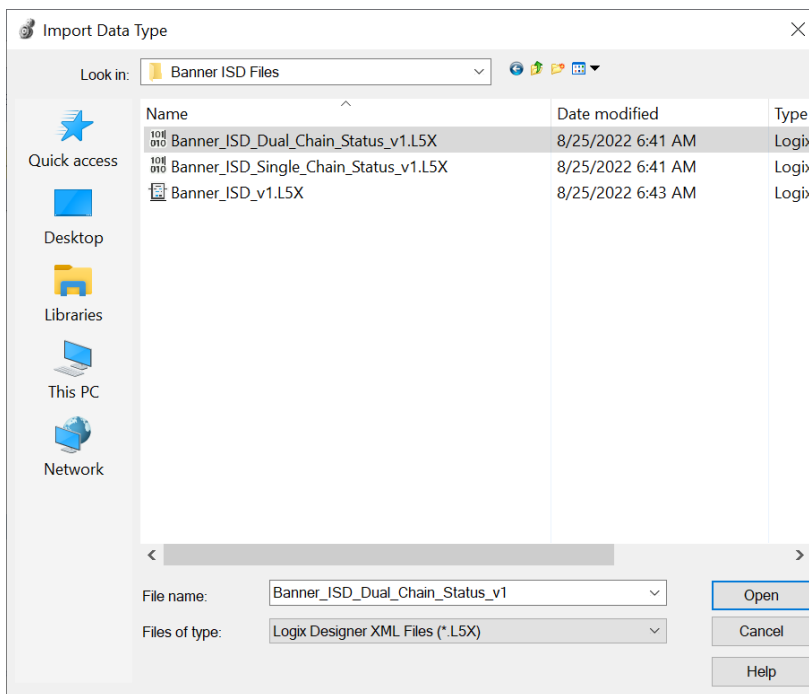 Import Data Type
Look in: Banner ISD Files
Name Date modified Type
Banner_ISD_Dual_Chain_Status_v1.L5X 8/25/2022 6:41 AM Logix
Banner_ISD_Single_Chain_Status_v1.L5X 8/25/2022 6:41 AM Logix
Banner_ISD_v1.L5X 8/25/2022 6:43 AM Logix
Quick access
Desktop
Libraries
This PC
Network
File name: Banner_ISD_Dual_Chain_Status_v1 Open
Files of type: Logix Designer XML Files (*.L5X) Cancel
Help